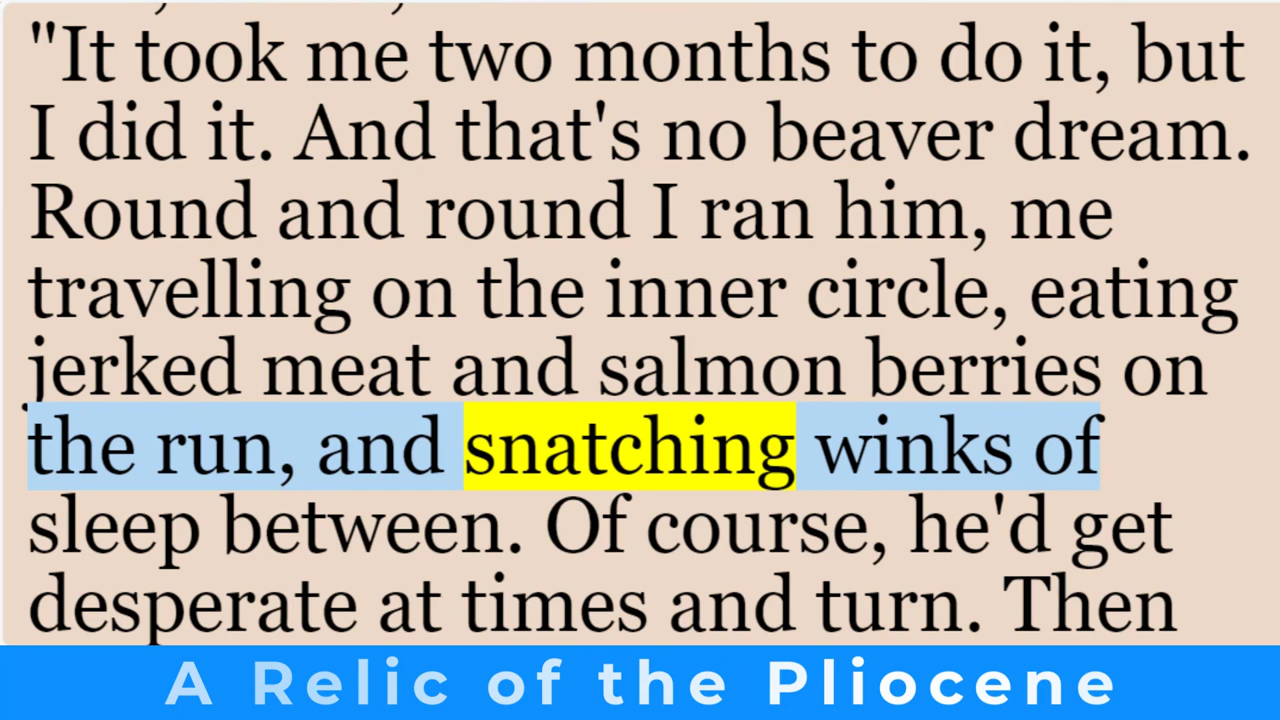 "It took me two months to do it, but
I did it. And that's no beaver dream.
Round and round I ran him, me
travelling on the inner circle, eating
jerked meat and salmon berries on
the run, and snatching winks of
sleep between. Of course, he'd get
desperate at times and turn. Then
A Relic of the Pliocene